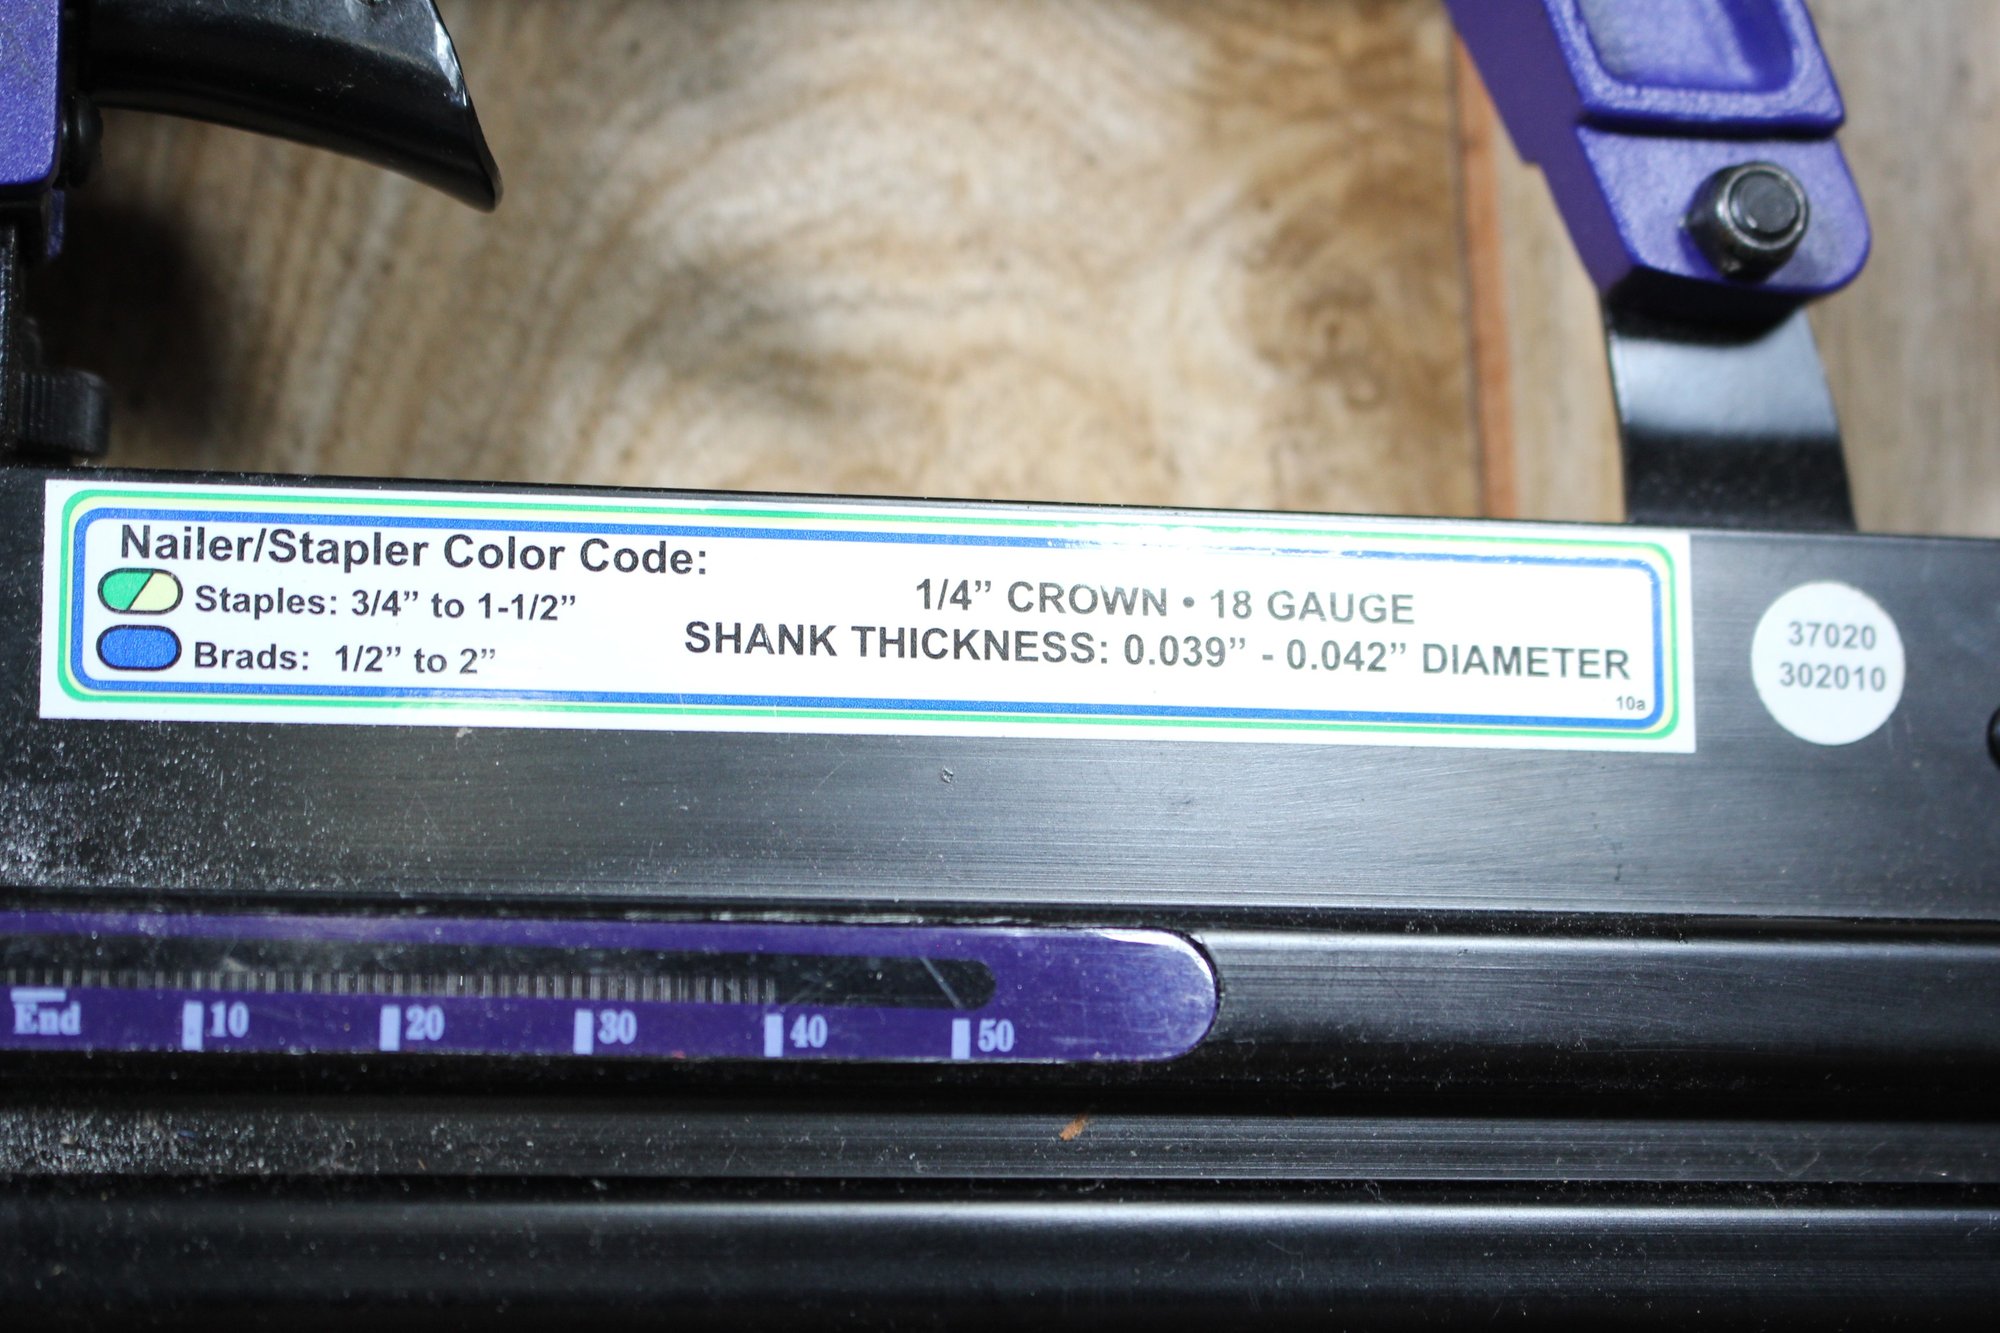 Nailer/Stapler Color Code:
Staples: 3/4” to 1-1/2”
Brads: 1/2” to 2”
1/4” CROWN • 18 GAUGE
SHANK THICKNESS: 0.039” - 0.042” DIAMETER
10a
37020
302010
End 10 20 30 40 50